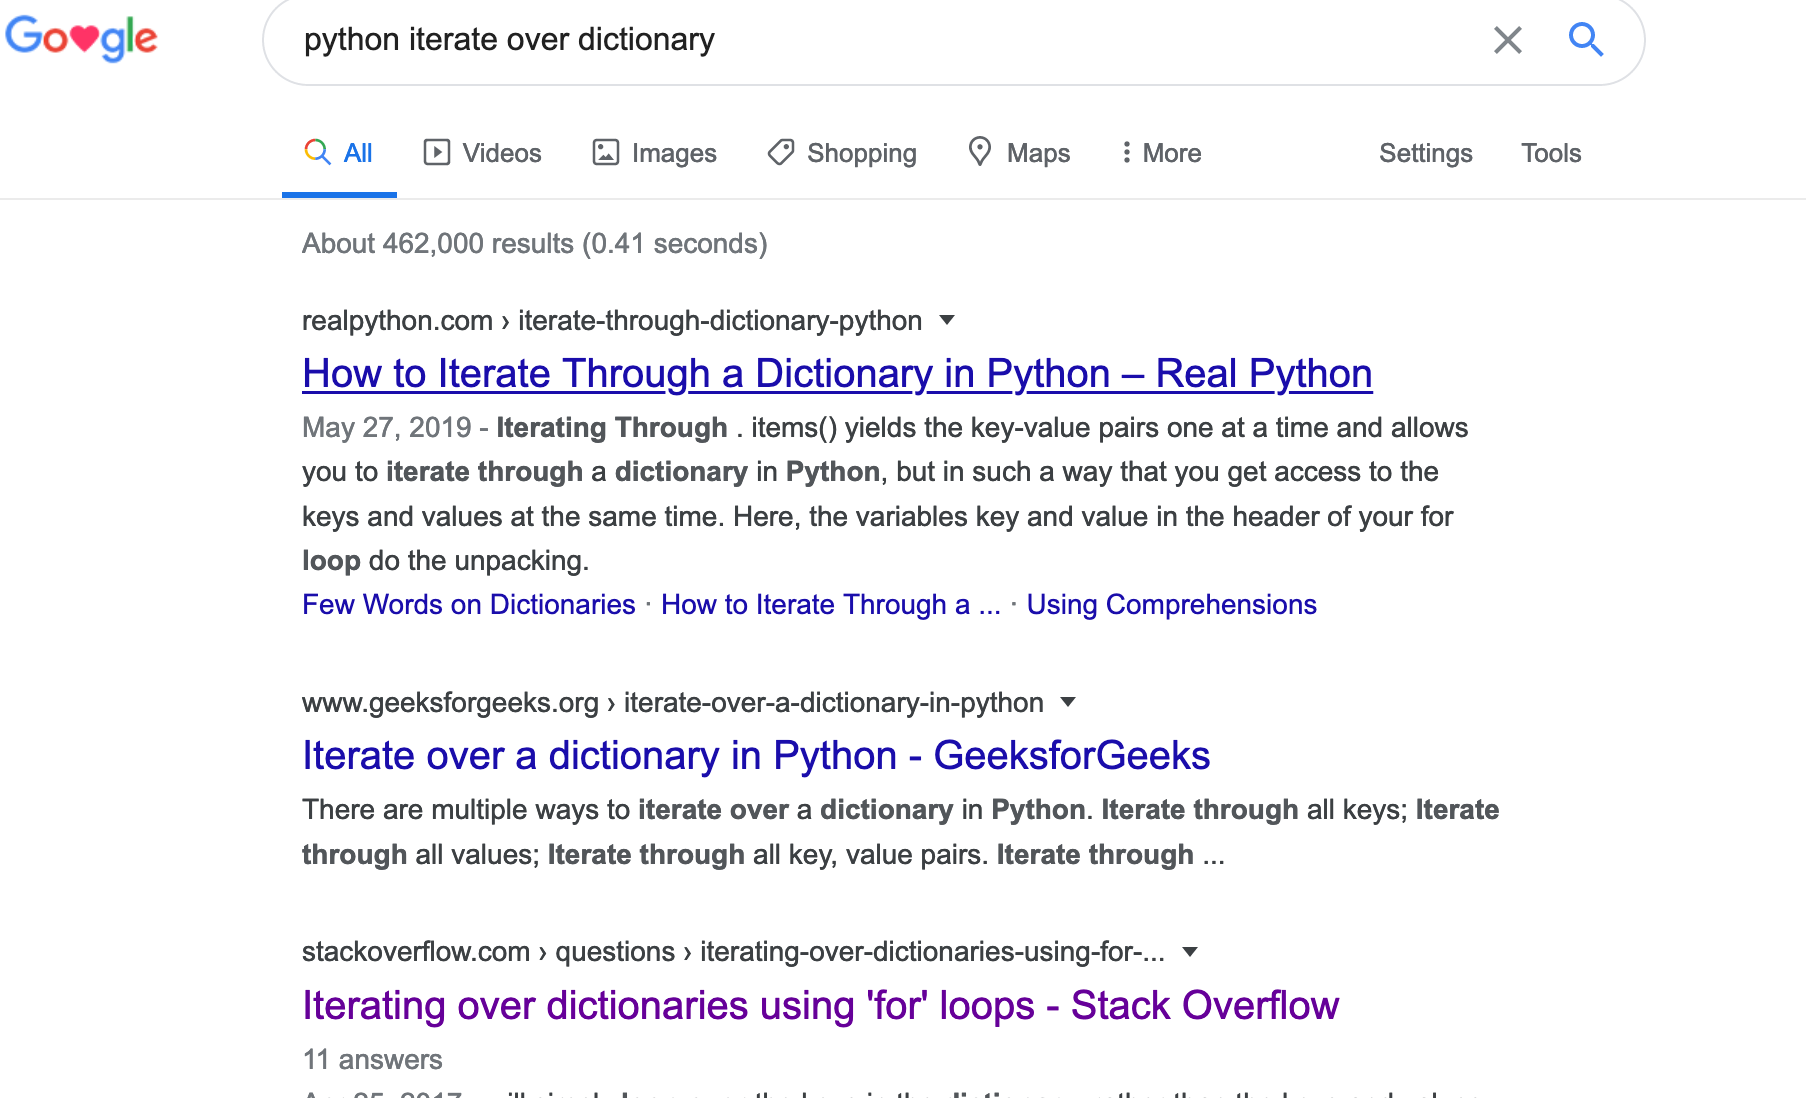 Google
python iterate over dictionary
All Videos Images Shopping Maps More Settings Tools
About 462,000 results (0.41 seconds)
realpython.com › iterate-through-dictionary-python
How to Iterate Through a Dictionary in Python – Real Python
May 27, 2019 - Iterating Through . items() yields the key-value pairs one at a time and allows
you to iterate through a dictionary in Python, but in such a way that you get access to the
keys and values at the same time. Here, the variables key and value in the header of your for
loop do the unpacking.
Few Words on Dictionaries · How to Iterate Through a ... · Using Comprehensions
www.geeksforgeeks.org › iterate-over-a-dictionary-in-python
Iterate over a dictionary in Python - GeeksforGeeks
There are multiple ways to iterate over a dictionary in Python. Iterate through all keys; Iterate
through all values; Iterate through all key, value pairs. Iterate through ...
stackoverflow.com › questions › iterating-over-dictionaries-using-for-...
Iterating over dictionaries using 'for' loops - Stack Overflow
11 answers